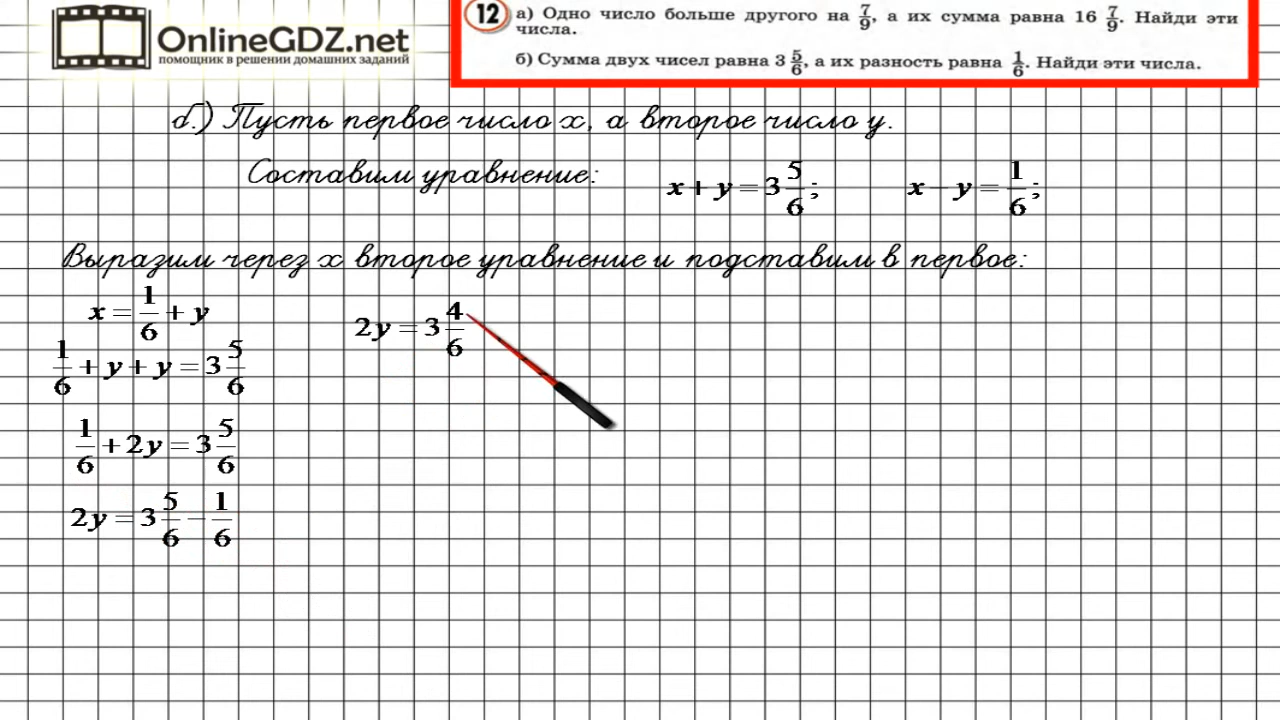 OnlineGDZ.net
помощник в решении домашних заданий
12 а) Одно число больше другого на 7/9, а их сумма равна 16 7/9. Найди эти
числа.
б) Сумма двух чисел равна 3 5/6, а их разность равна 1/6. Найди эти числа.
б.) Пусть первое число x, а второе число y.
Составим уравнение: x + y = 3 5/6; x − y = 1/6;
Выразим через x второе уравнение и подставим в первое:
x = 1/6 + y
1/6 + y + y = 3 5/6
1/6 + 2y = 3 5/6
2y = 3 5/6 − 1/6
2y = 3 4/6